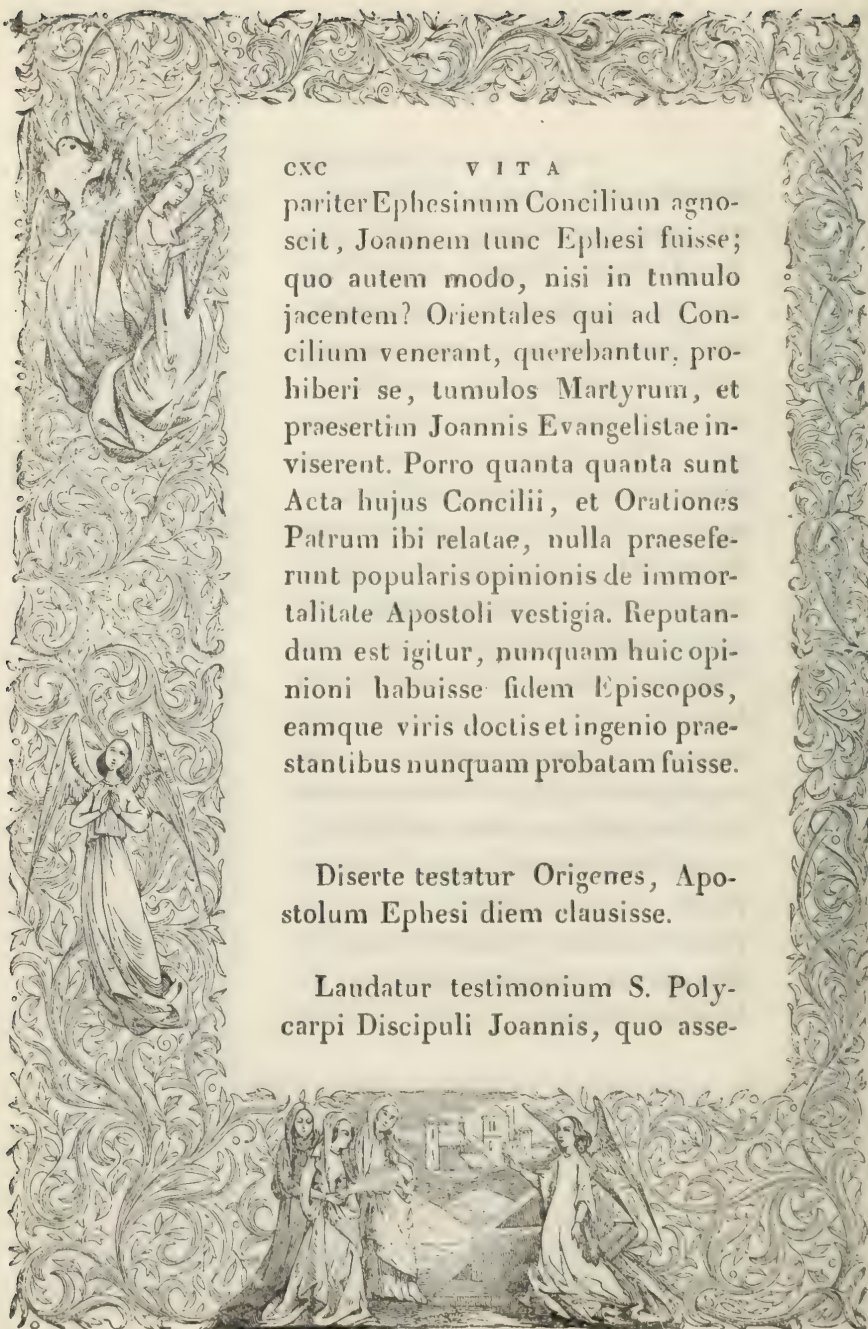 CXC VITA
pariter Ephesinum Concilium agno-
scit, Joannem tunc Ephesi fuisse;
quo autem modo, nisi in tumulo
jacentem? Orientales qui ad Con-
cilium venerant, querebantur, pro-
hiberi se, tumulos Martyrum, et
praesertim Joannis Evangelistae in-
viserent. Porro quanta quanta sunt
Acta hujus Concilii, et Orationes
Patrum ibi relatae, nulla praesefe-
runt popularis opinionis de immor-
talitate Apostoli vestigia. Reputan-
dum est igitur, nunquam huic opi-
nioni habuisse fidem Episcopos,
eamque viris doctis et ingenio prae-
stantibus nunquam probatam fuisse.
Diserte testatur Origenes, Apo-
stolum Ephesi diem clausisse.
Laudatur testimonium S. Poly-
carpi Discipuli Joannis, quo asse-